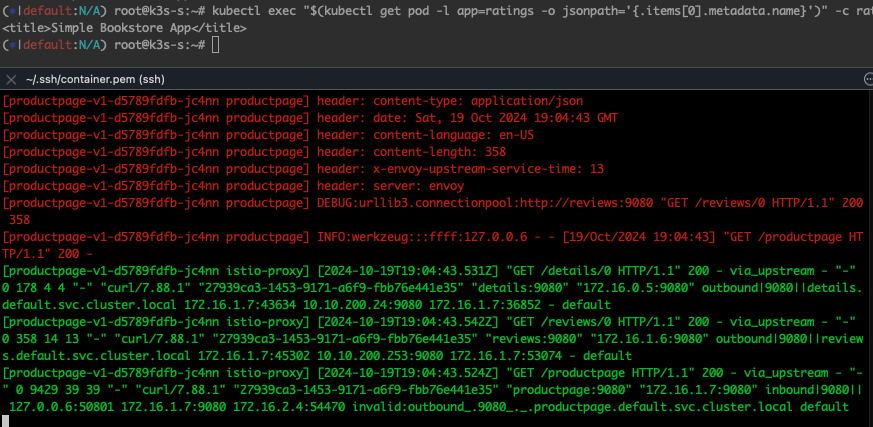 (●|default:N/A) root@k3s-s:~# kubectl exec "$(kubectl get pod -l app=ratings -o jsonpath='{.items[0].metadata.name}')" -c rat
<title>Simple Bookstore App</title>
(●|default:N/A) root@k3s-s:~#
~/.ssh/container.pem (ssh)
[productpage-v1-d5789fdfb-jc4nn productpage] header: content-type: application/json
[productpage-v1-d5789fdfb-jc4nn productpage] header: date: Sat, 19 Oct 2024 19:04:43 GMT
[productpage-v1-d5789fdfb-jc4nn productpage] header: content-language: en-US
[productpage-v1-d5789fdfb-jc4nn productpage] header: content-length: 358
[productpage-v1-d5789fdfb-jc4nn productpage] header: x-envoy-upstream-service-time: 13
[productpage-v1-d5789fdfb-jc4nn productpage] header: server: envoy
[productpage-v1-d5789fdfb-jc4nn productpage] DEBUG:urllib3.connectionpool:http://reviews:9080 "GET /reviews/0 HTTP/1.1" 200
358
[productpage-v1-d5789fdfb-jc4nn productpage] INFO:werkzeug:::ffff:127.0.0.6 - - [19/Oct/2024 19:04:43] "GET /productpage HT
TP/1.1" 200 -
[productpage-v1-d5789fdfb-jc4nn istio-proxy] [2024-10-19T19:04:43.531Z] "GET /details/0 HTTP/1.1" 200 - via_upstream - "-"
0 178 4 4 "-" "curl/7.88.1" "27939ca3-1453-9171-a6f9-fbb76e441e35" "details:9080" "172.16.0.5:9080" outbound|9080||details.
default.svc.cluster.local 172.16.1.7:43634 10.10.200.24:9080 172.16.1.7:36852 - default
[productpage-v1-d5789fdfb-jc4nn istio-proxy] [2024-10-19T19:04:43.542Z] "GET /reviews/0 HTTP/1.1" 200 - via_upstream - "-"
0 358 14 13 "-" "curl/7.88.1" "27939ca3-1453-9171-a6f9-fbb76e441e35" "reviews:9080" "172.16.1.6:9080" outbound|9080||review
s.default.svc.cluster.local 172.16.1.7:45302 10.10.200.253:9080 172.16.1.7:53074 - default
[productpage-v1-d5789fdfb-jc4nn istio-proxy] [2024-10-19T19:04:43.524Z] "GET /productpage HTTP/1.1" 200 - via_upstream - "-
" 0 9429 39 39 "-" "curl/7.88.1" "27939ca3-1453-9171-a6f9-fbb76e441e35" "productpage:9080" "172.16.1.7:9080" inbound|9080||
127.0.0.6:50801 172.16.1.7:9080 172.16.2.4:54470 invalid:outbound_.9080_._.productpage.default.svc.cluster.local default